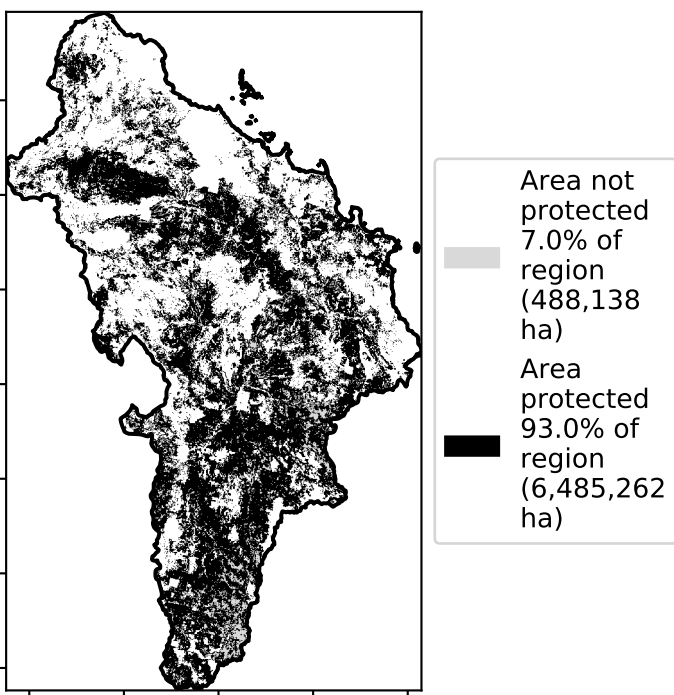 Area not
protected
7.0% of
region
(488,138
ha)
Area
protected
93.0% of
region
(6,485,262
ha)